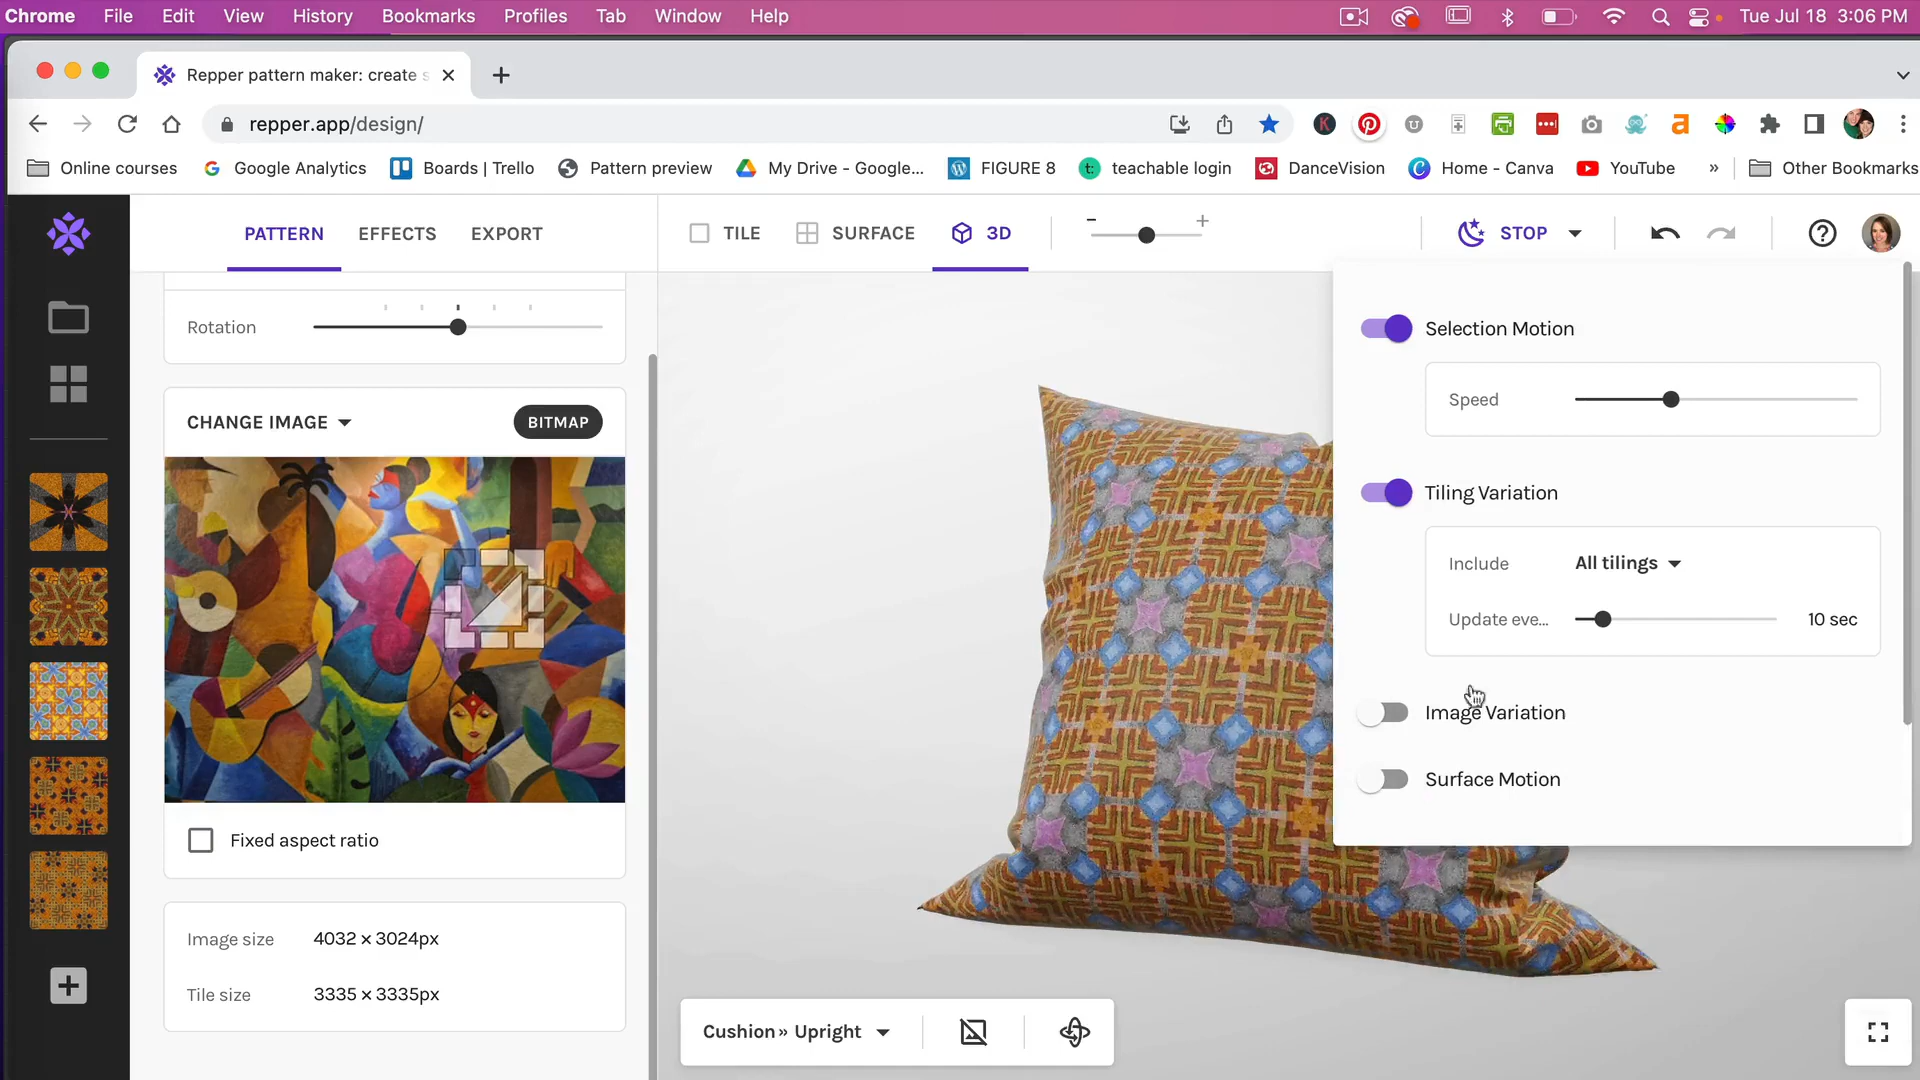 Chrome File Edit View History Bookmarks Profiles Tab Window Help Tue Jul 18 3:06 PM
Repper pattern maker: create s
repper.app/design/
Online courses Google Analytics Boards | Trello Pattern preview My Drive - Google... FIGURE 8 t: teachable login DanceVision Home - Canva YouTube » Other Bookmarks
PATTERN EFFECTS EXPORT TILE SURFACE 3D - + STOP
Rotation
Selection Motion
Speed
CHANGE IMAGE BITMAP
Tiling Variation
Include All tilings
Update eve... 10 sec
Image Variation
Surface Motion
Fixed aspect ratio
Image size 4032 × 3024px
Tile size 3335 × 3335px
Cushion» Upright